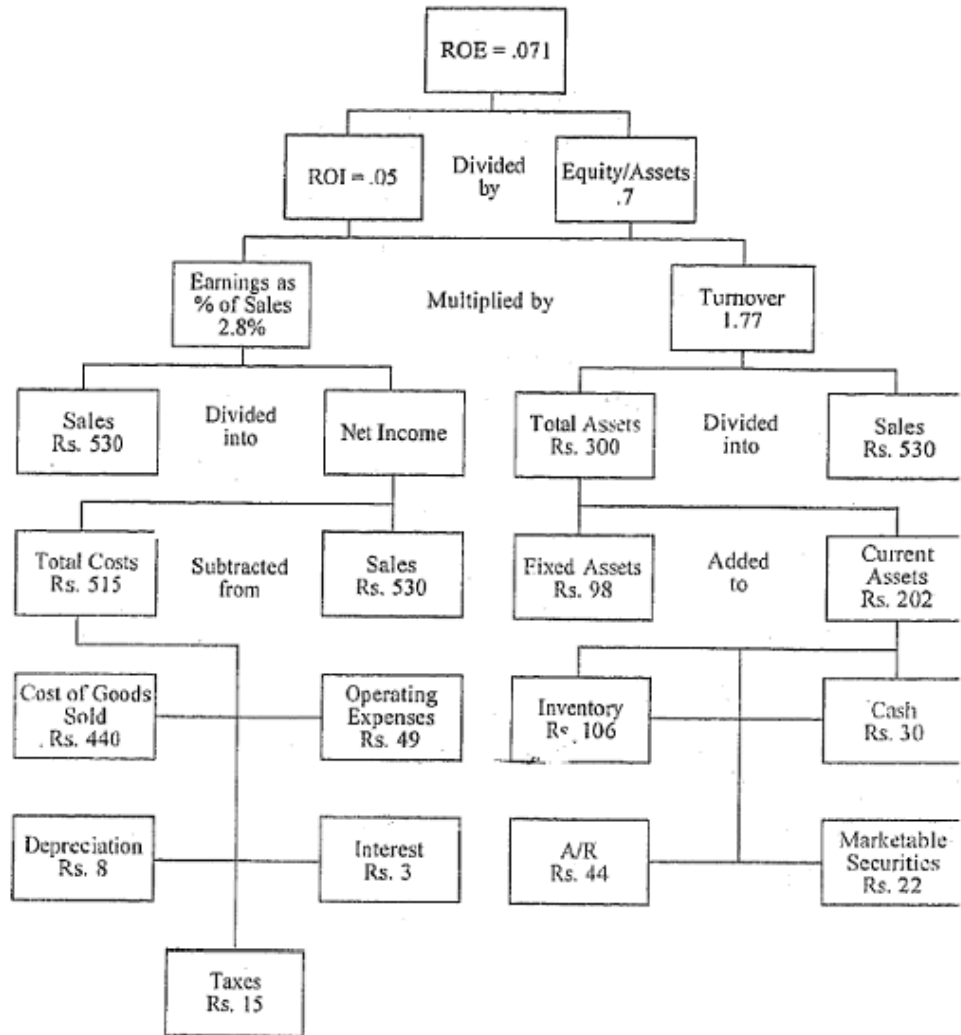 ROE = .071
ROI = .05
Divided
by
Equity/Assets
.7
Earnings as
% of Sales
2.8%
Multiplied by
Turnover
1.77
Sales
Rs. 530
Divided
into
Net Income
Total Assets
Rs. 300
Divided
into
Sales
Rs. 530
Total Costs
Rs. 515
Subtracted
from
Sales
Rs. 530
Fixed Assets
Rs. 98
Added
to
Current
Assets
Rs. 202
Cost of Goods
Sold
Rs. 440
Operating
Expenses
Rs. 49
Inventory
Rs. 106
Cash
Rs. 30
Depreciation
Rs. 8
Interest
Rs. 3
A/R
Rs. 44
Marketable
Securities
Rs. 22
Taxes
Rs. 15